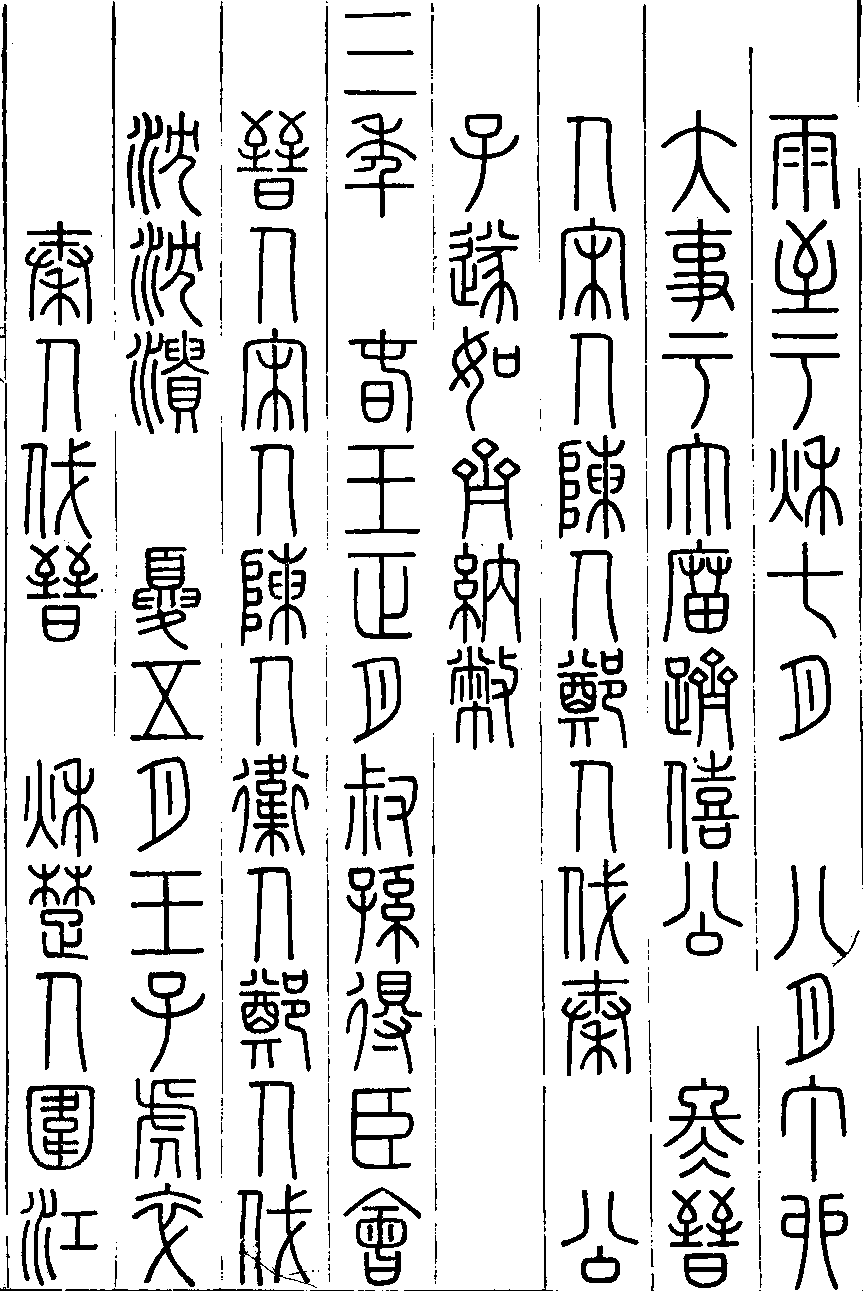 雨至于秋七月　八月丁卯
大事于大廟躋僖公　冬晉
人宋人陳人鄭人伐秦　公
子遂如齊納幣
三年　春王正月叔孫得臣會
晉人宋人陳人衛人鄭人伐
沈沈潰　夏五月王子虎卒
秦人伐晉　秋楚人圍江